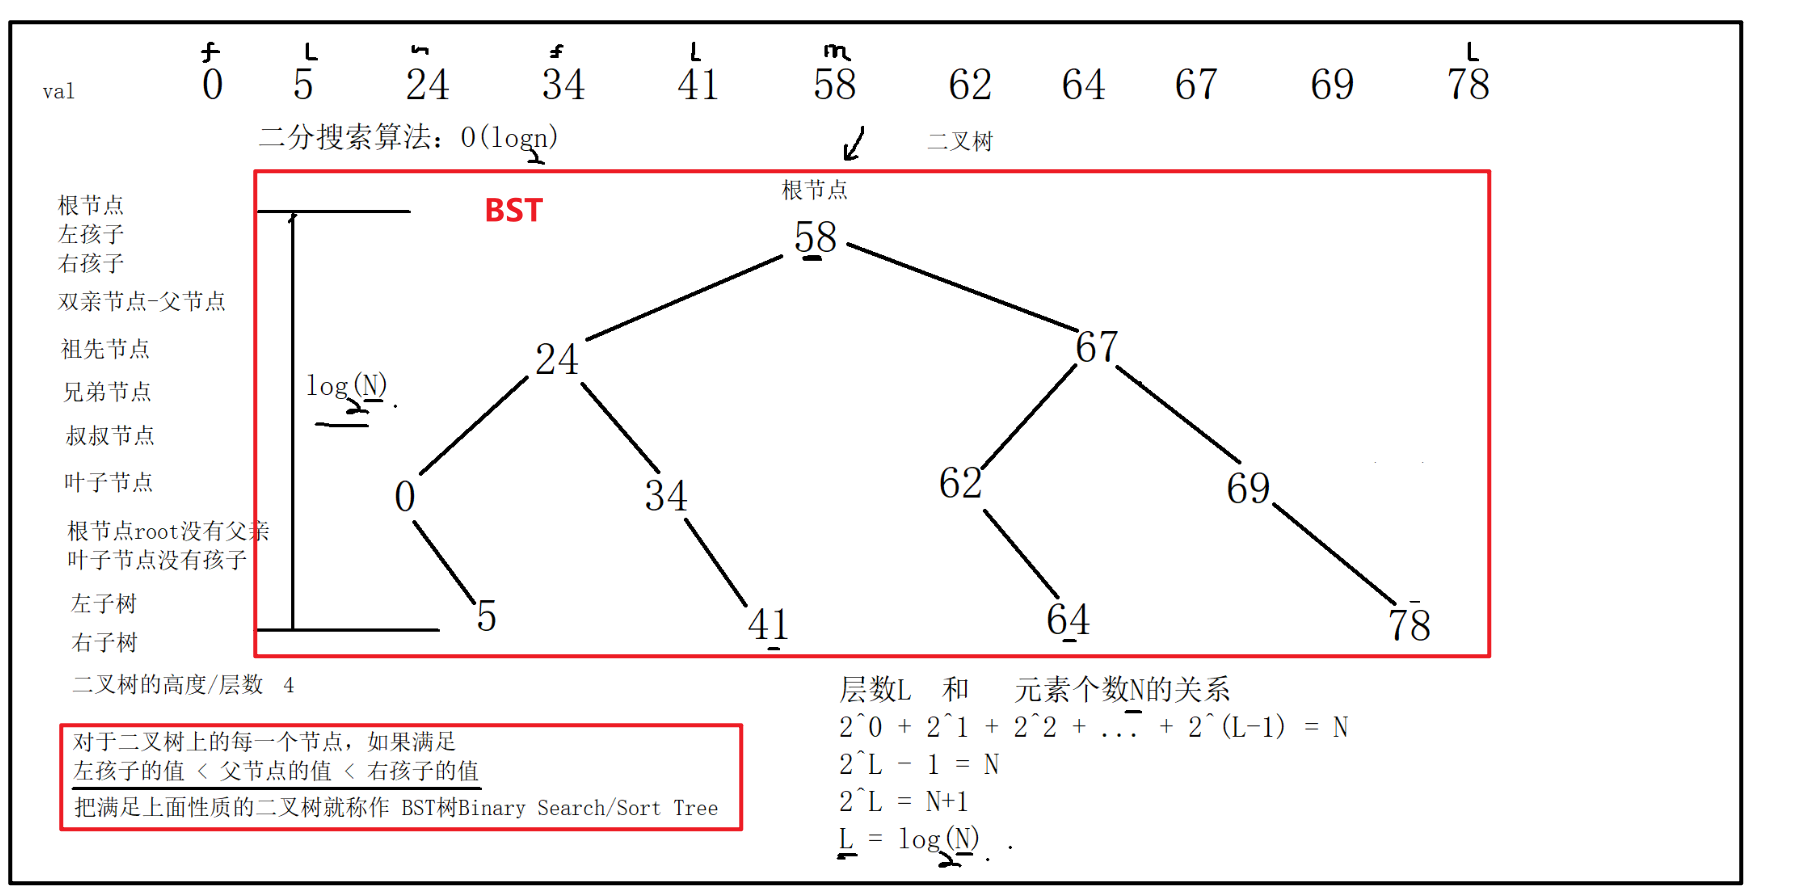 f L m f L m L
val 0 5 24 34 41 58 62 64 67 69 78
二分搜索算法：O(logn)
2
二叉树
根节点
左孩子
右孩子
双亲节点-父节点
祖先节点
兄弟节点
叔叔节点
叶子节点
根节点root没有父亲
叶子节点没有孩子
左子树
右子树
二叉树的高度/层数 4
BST
根节点
58
24 67
log(N)
2
0 34 62 69
5 41 64 78
对于二叉树上的每一个节点，如果满足
左孩子的值 < 父节点的值 < 右孩子的值
把满足上面性质的二叉树就称作 BST树Binary Search/Sort Tree
层数L 和 元素个数N的关系
2^0 + 2^1 + 2^2 + ... + 2^(L-1) = N
2^L - 1 = N
2^L = N+1
L = log(N)
2